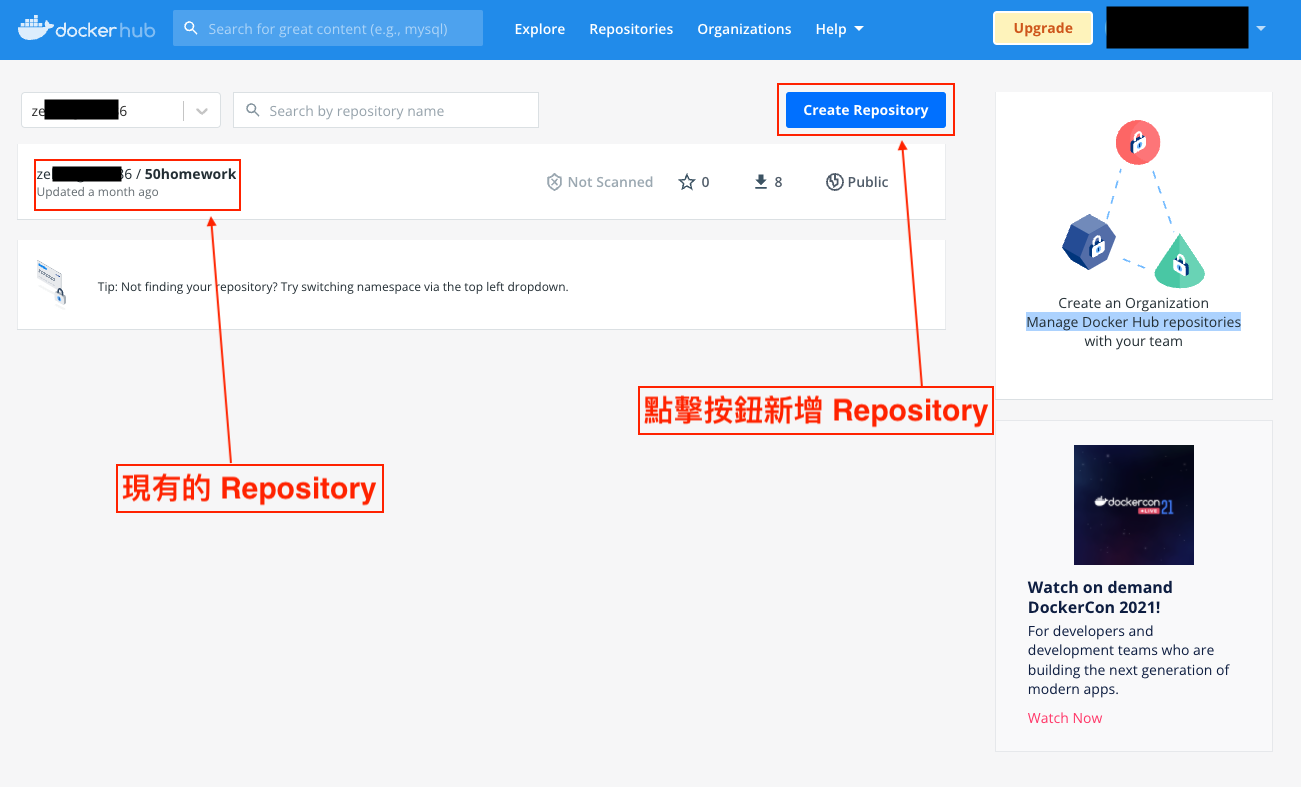 docker hub
Search for great content (e.g., mysql)
Explore
Repositories
Organizations
Help
Upgrade
ze 6
Search by repository name
Create Repository
ze 86 / 50homework
Updated a month ago
Not Scanned
0
8
Public
Tip: Not finding your repository? Try switching namespace via the top left dropdown.
現有的 Repository
點擊按鈕新增 Repository
Create an Organization
Manage Docker Hub repositories
with your team
dockercon
LIVE
21
Watch on demand
DockerCon 2021!
For developers and
development teams who are
building the next generation of
modern apps.
Watch Now